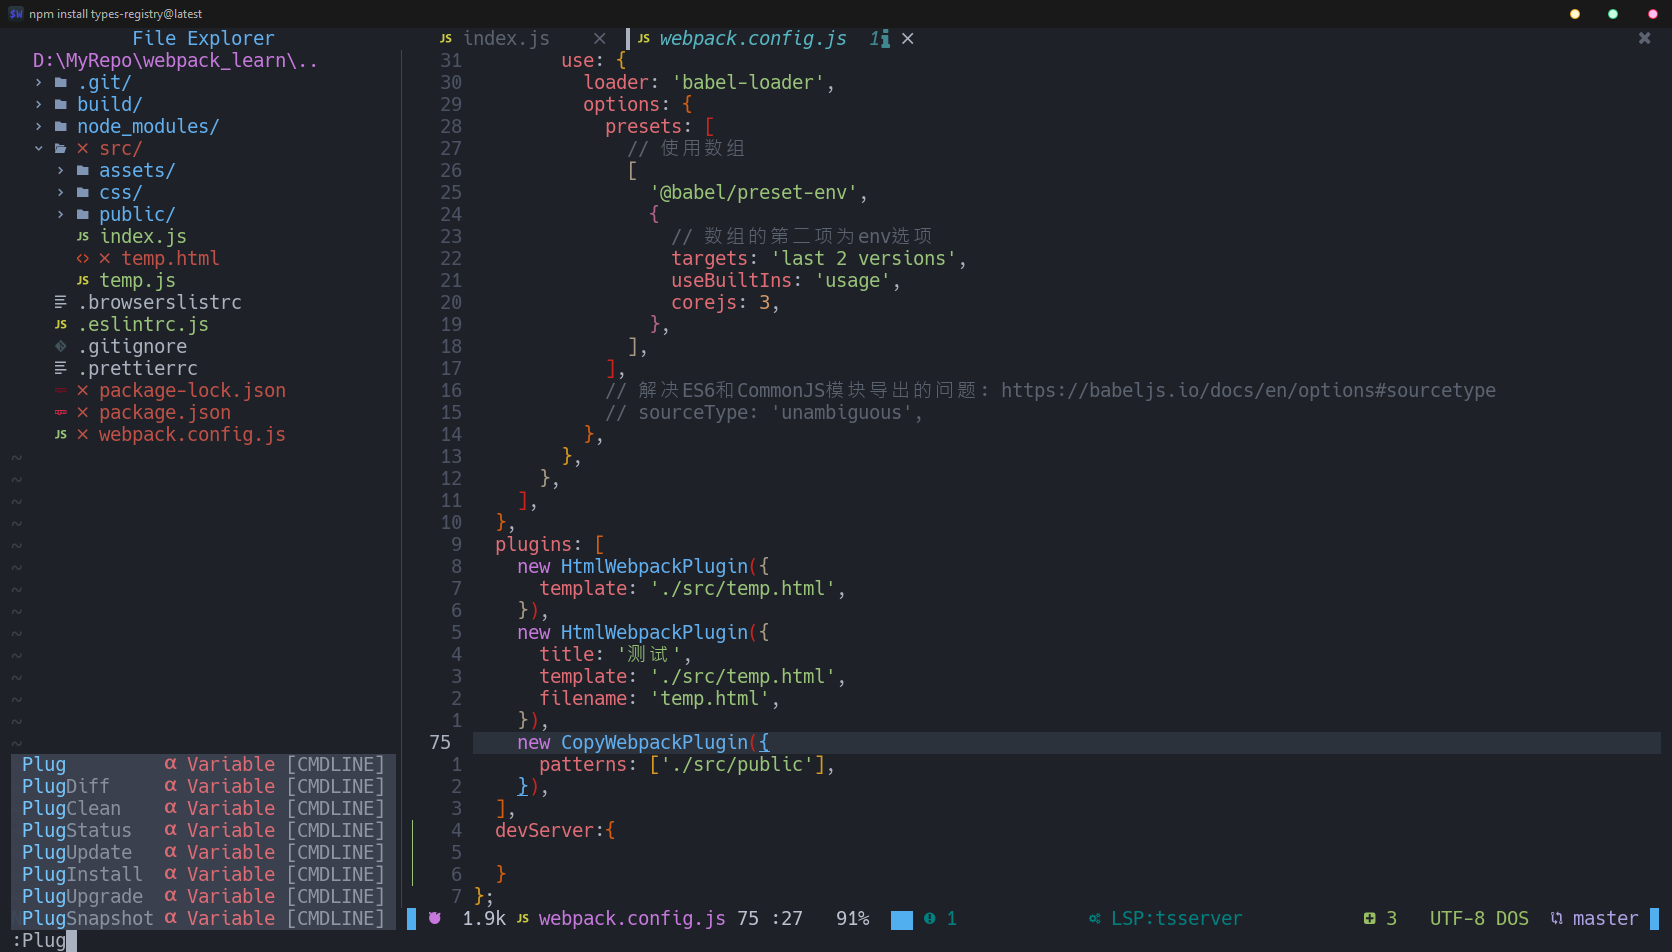 npm install types-registry@latest
File Explorer
D:\MyRepo\webpack_learn\..
.git/
build/
node_modules/
src/
assets/
css/
public/
index.js
temp.html
temp.js
.browserslistrc
.eslintrc.js
.gitignore
.prettierrc
package-lock.json
package.json
webpack.config.js
~
~
~
~
~
~
~
~
~
~
~
~
~
~
Plug α Variable [CMDLINE]
PlugDiff α Variable [CMDLINE]
PlugClean α Variable [CMDLINE]
PlugStatus α Variable [CMDLINE]
PlugUpdate α Variable [CMDLINE]
PlugInstall α Variable [CMDLINE]
PlugUpgrade α Variable [CMDLINE]
PlugSnapshot α Variable [CMDLINE]
:Plug
JS index.js × JS webpack.config.js 1 ×
31 use: {
30 loader: 'babel-loader',
29 options: {
28 presets: [
27 // 使用数组
26 [
25 '@babel/preset-env',
24 {
23 // 数组的第二项为env选项
22 targets: 'last 2 versions',
21 useBuiltIns: 'usage',
20 corejs: 3,
19 },
18 ],
17 ],
16 // 解决ES6和CommonJS模块导出的问题: https://babeljs.io/docs/en/options#sourcetype
15 // sourceType: 'unambiguous',
14 },
13 },
12 },
11 ],
10 },
9 plugins: [
8 new HtmlWebpackPlugin({
7 template: './src/temp.html',
6 }),
5 new HtmlWebpackPlugin({
4 title: '测试',
3 template: './src/temp.html',
2 filename: 'temp.html',
1 }),
75 new CopyWebpackPlugin({
1 patterns: ['./src/public'],
2 }),
3 ],
4 devServer:{
5
6 }
7 };
1.9k JS webpack.config.js 75 :27 91% 1 LSP:tsserver 3 UTF-8 DOS master